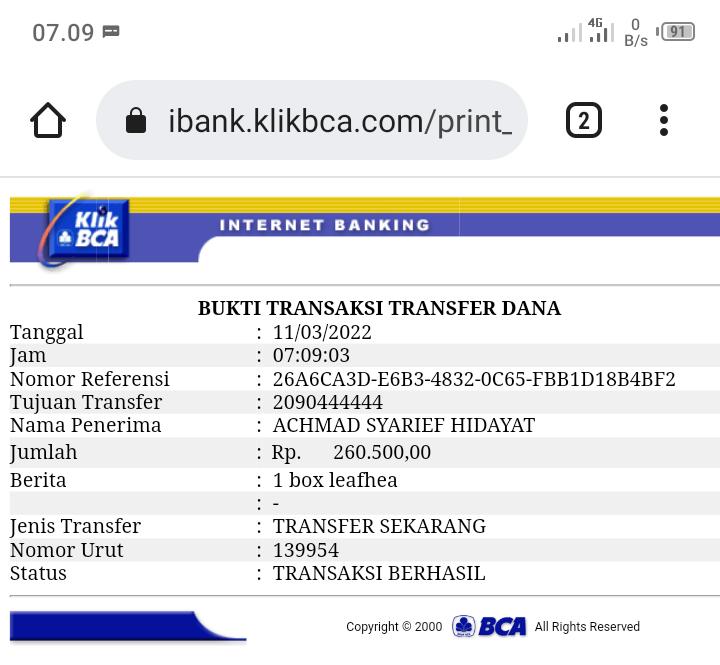 07.09 4G 0 B/s 91
ibank.klikbca.com/print_ 2
Klik BCA INTERNET BANKING
BUKTI TRANSAKSI TRANSFER DANA
Tanggal : 11/03/2022
Jam : 07:09:03
Nomor Referensi : 26A6CA3D-E6B3-4832-0C65-FBB1D18B4BF2
Tujuan Transfer : 2090444444
Nama Penerima : ACHMAD SYARIEF HIDAYAT
Jumlah : Rp. 260.500,00
Berita : 1 box leafhea
: -
Jenis Transfer : TRANSFER SEKARANG
Nomor Urut : 139954
Status : TRANSAKSI BERHASIL
Copyright © 2000 BCA All Rights Reserved